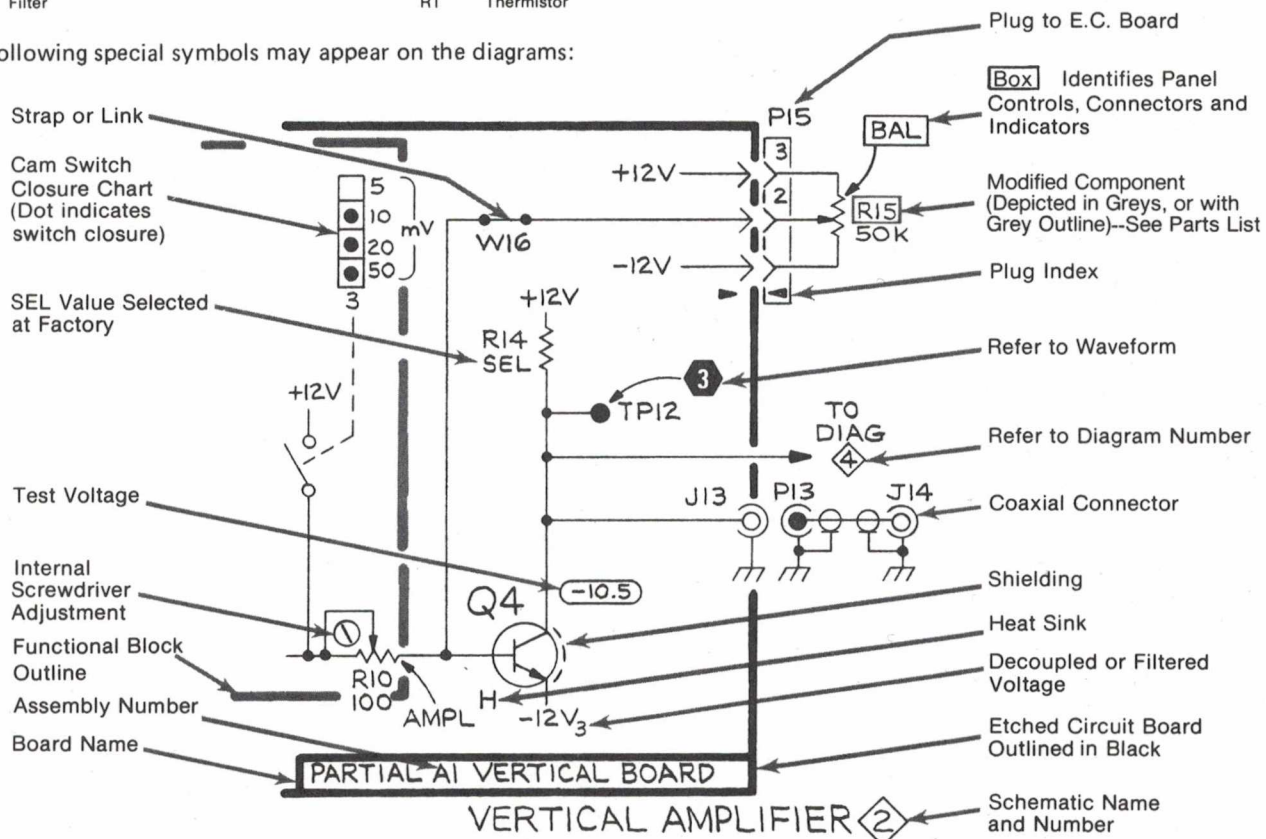 Filter
RT Thermistor
ollowing special symbols may appear on the diagrams:
Strap or Link
Cam Switch
Closure Chart
(Dot indicates
switch closure)
SEL Value Selected
at Factory
Test Voltage
Internal
Screwdriver
Adjustment
Functional Block
Outline
Assembly Number
Board Name
5
10
20
50
mV
3
+12V
R10
100
AMPL
W16
+12V
-12V
+12V
R14
SEL
TP12
3
TO
DIAG
4
-10.5
Q4
H
-12V3
P15
3
2
BAL
R15
50K
J13
P13
J14
PARTIAL A1 VERTICAL BOARD
VERTICAL AMPLIFIER 2
Plug to E.C. Board
Box Identifies Panel
Controls, Connectors and
Indicators
Modified Component
(Depicted in Greys, or with
Grey Outline)--See Parts List
Plug Index
Refer to Waveform
Refer to Diagram Number
Coaxial Connector
Shielding
Heat Sink
Decoupled or Filtered
Voltage
Etched Circuit Board
Outlined in Black
Schematic Name
and Number